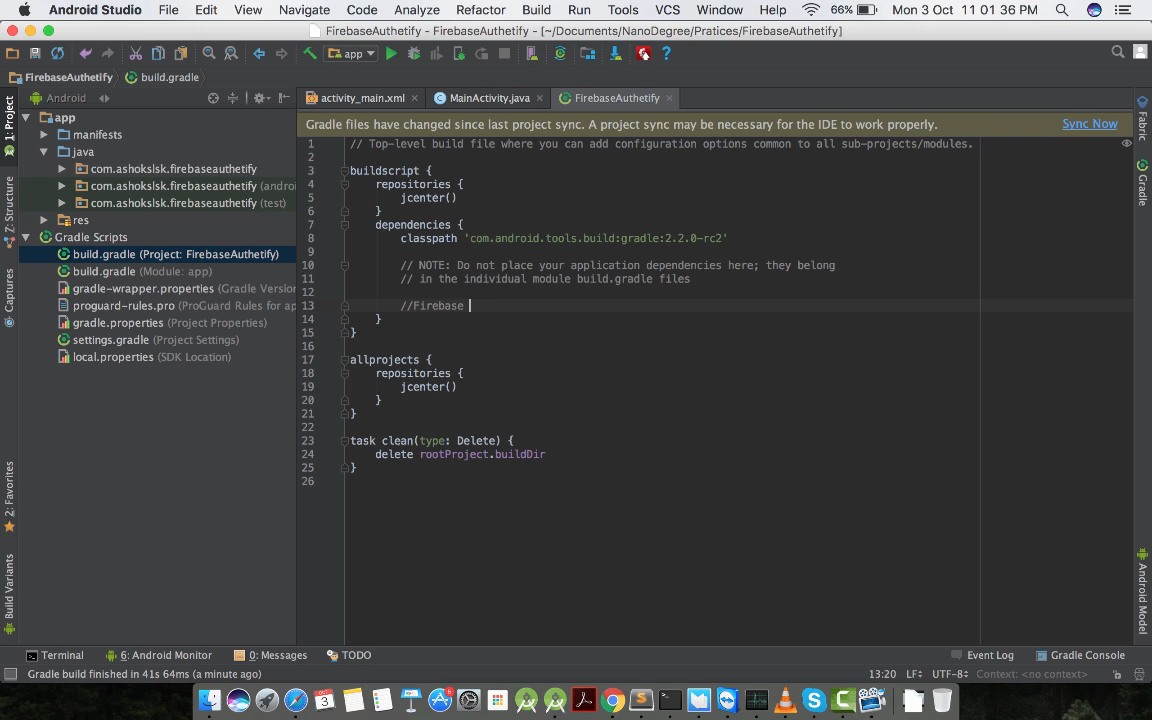 Android Studio File Edit View Navigate Code Analyze Refactor Build Run Tools VCS Window Help 66% Mon 3 Oct 11 01 36 PM
FirebaseAuthetify - FirebaseAuthetify - [~/Documents/NanoDegree/Pratices/FirebaseAuthetify]
app
FirebaseAuthetify build.gradle
Android
activity_main.xml MainActivity.java FirebaseAuthetify
Gradle files have changed since last project sync. A project sync may be necessary for the IDE to work properly. Sync Now
1: Project
Z: Structure
Captures
2: Favorites
Build Variants
app
manifests
java
com.ashokslsk.firebaseauthetify
com.ashokslsk.firebaseauthetify (androi
com.ashokslsk.firebaseauthetify (test)
res
Gradle Scripts
build.gradle (Project: FirebaseAuthetify)
build.gradle (Module: app)
gradle-wrapper.properties (Gradle Version
proguard-rules.pro (ProGuard Rules for ap
gradle.properties (Project Properties)
settings.gradle (Project Settings)
local.properties (SDK Location)
1 // Top-level build file where you can add configuration options common to all sub-projects/modules.
2
3 buildscript {
4 repositories {
5 jcenter()
6 }
7 dependencies {
8 classpath 'com.android.tools.build:gradle:2.2.0-rc2'
9
10 // NOTE: Do not place your application dependencies here; they belong
11 // in the individual module build.gradle files
12
13 //Firebase
14 }
15 }
16
17 allprojects {
18 repositories {
19 jcenter()
20 }
21 }
22
23 task clean(type: Delete) {
24 delete rootProject.buildDir
25 }
26
Fabric
Gradle
Android Model
Terminal 6: Android Monitor 0: Messages TODO Event Log Gradle Console
Gradle build finished in 41s 64ms (a minute ago) 13:20 LF÷ UTF-8÷ Context: <no context>